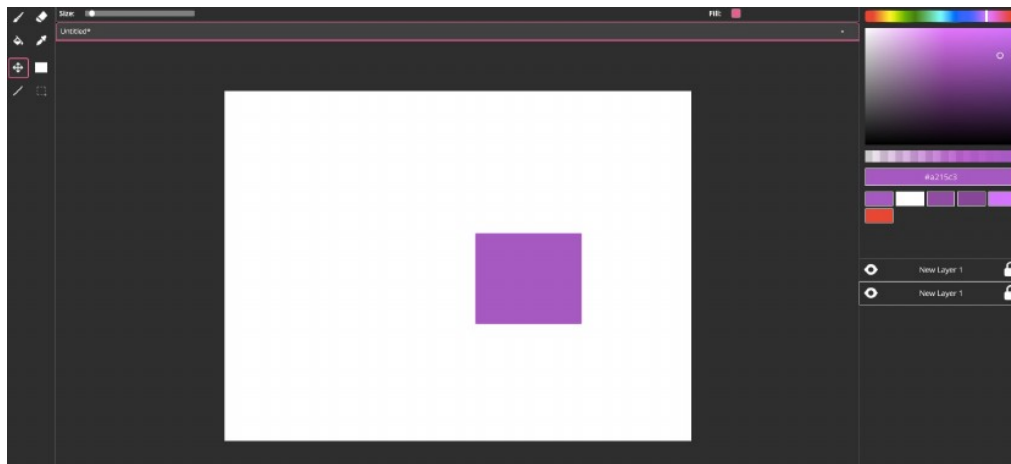 Size:
Fill:
Untitled*
#a215c3
New Layer 1
New Layer 1